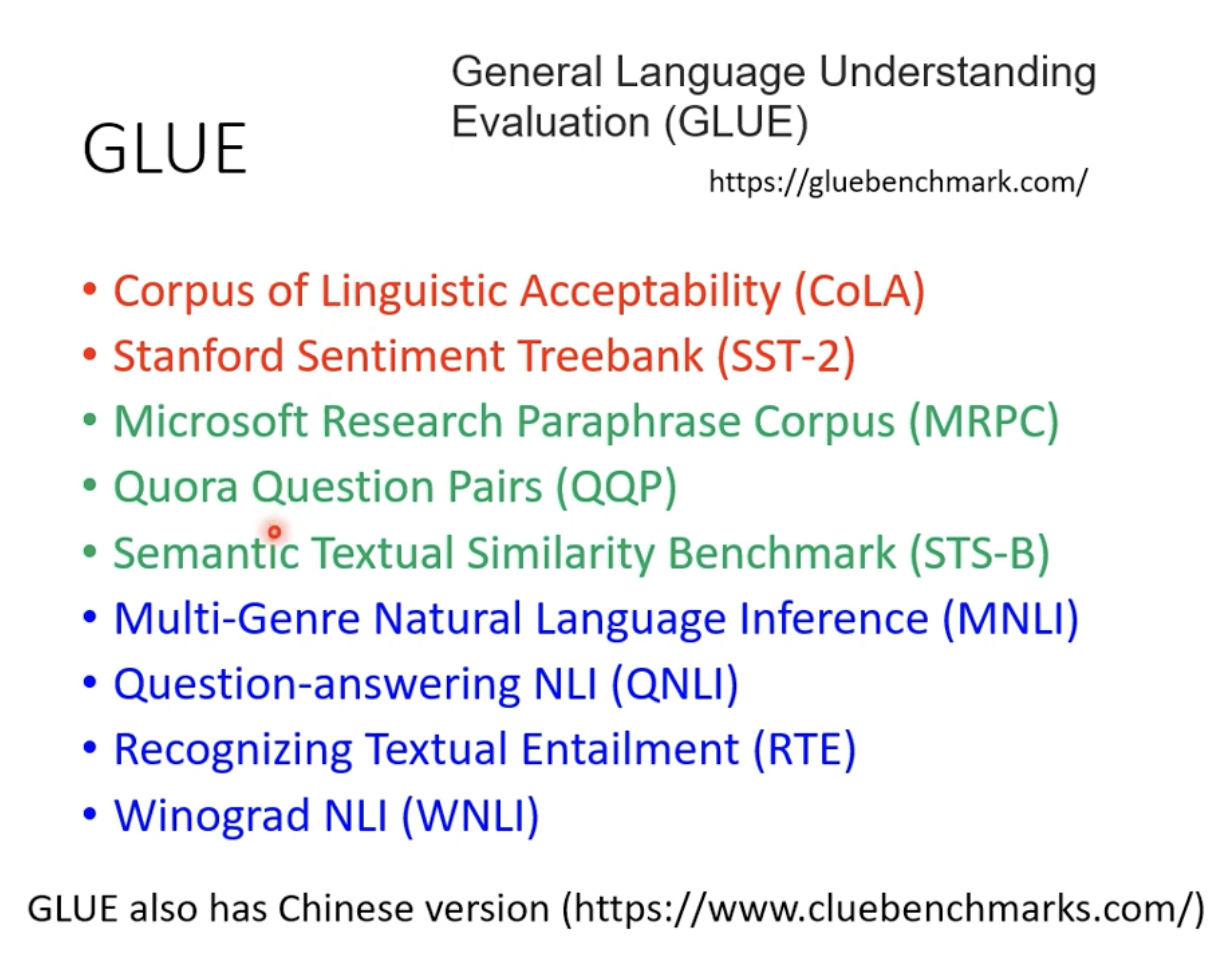 General Language Understanding
Evaluation (GLUE)
GLUE
https://gluebenchmark.com/
• Corpus of Linguistic Acceptability (CoLA)
• Stanford Sentiment Treebank (SST-2)
• Microsoft Research Paraphrase Corpus (MRPC)
• Quora Question Pairs (QQP)
• Semantic Textual Similarity Benchmark (STS-B)
• Multi-Genre Natural Language Inference (MNLI)
• Question-answering NLI (QNLI)
• Recognizing Textual Entailment (RTE)
• Winograd NLI (WNLI)
GLUE also has Chinese version (https://www.cluebenchmarks.com/)